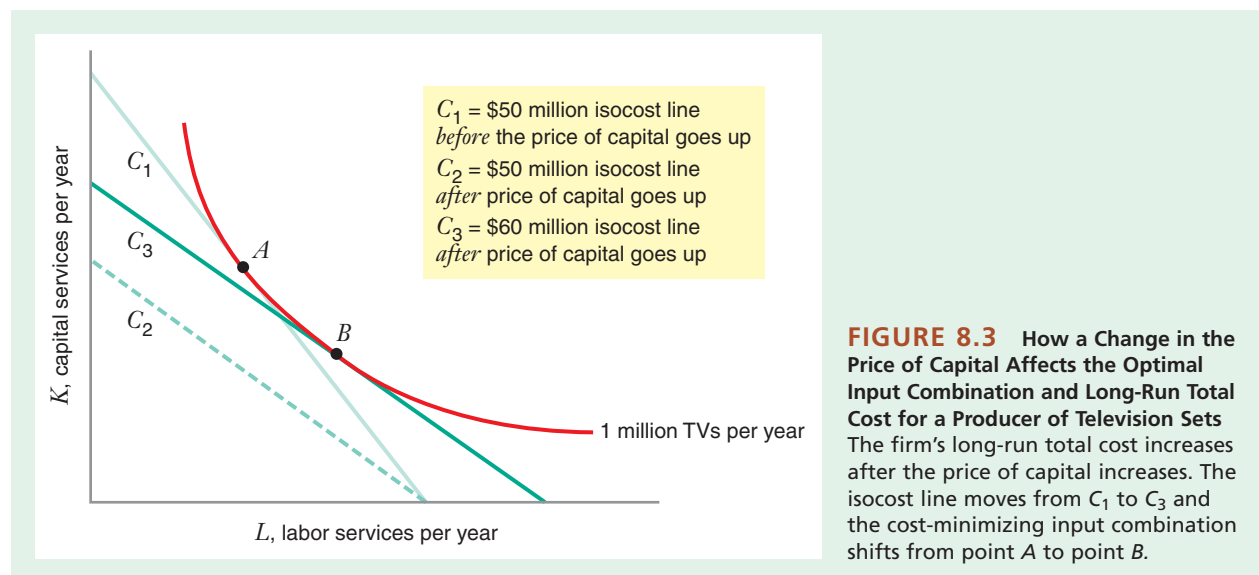 K, capital services per year
C₁
C₃
C₂
A
B
C₁ = $50 million isocost line
before the price of capital goes up
C₂ = $50 million isocost line
after price of capital goes up
C₃ = $60 million isocost line
after price of capital goes up
1 million TVs per year
L, labor services per year
FIGURE 8.3 How a Change in the
Price of Capital Affects the Optimal
Input Combination and Long-Run Total
Cost for a Producer of Television Sets
The firm's long-run total cost increases
after the price of capital increases. The
isocost line moves from C₁ to C₃ and
the cost-minimizing input combination
shifts from point A to point B.